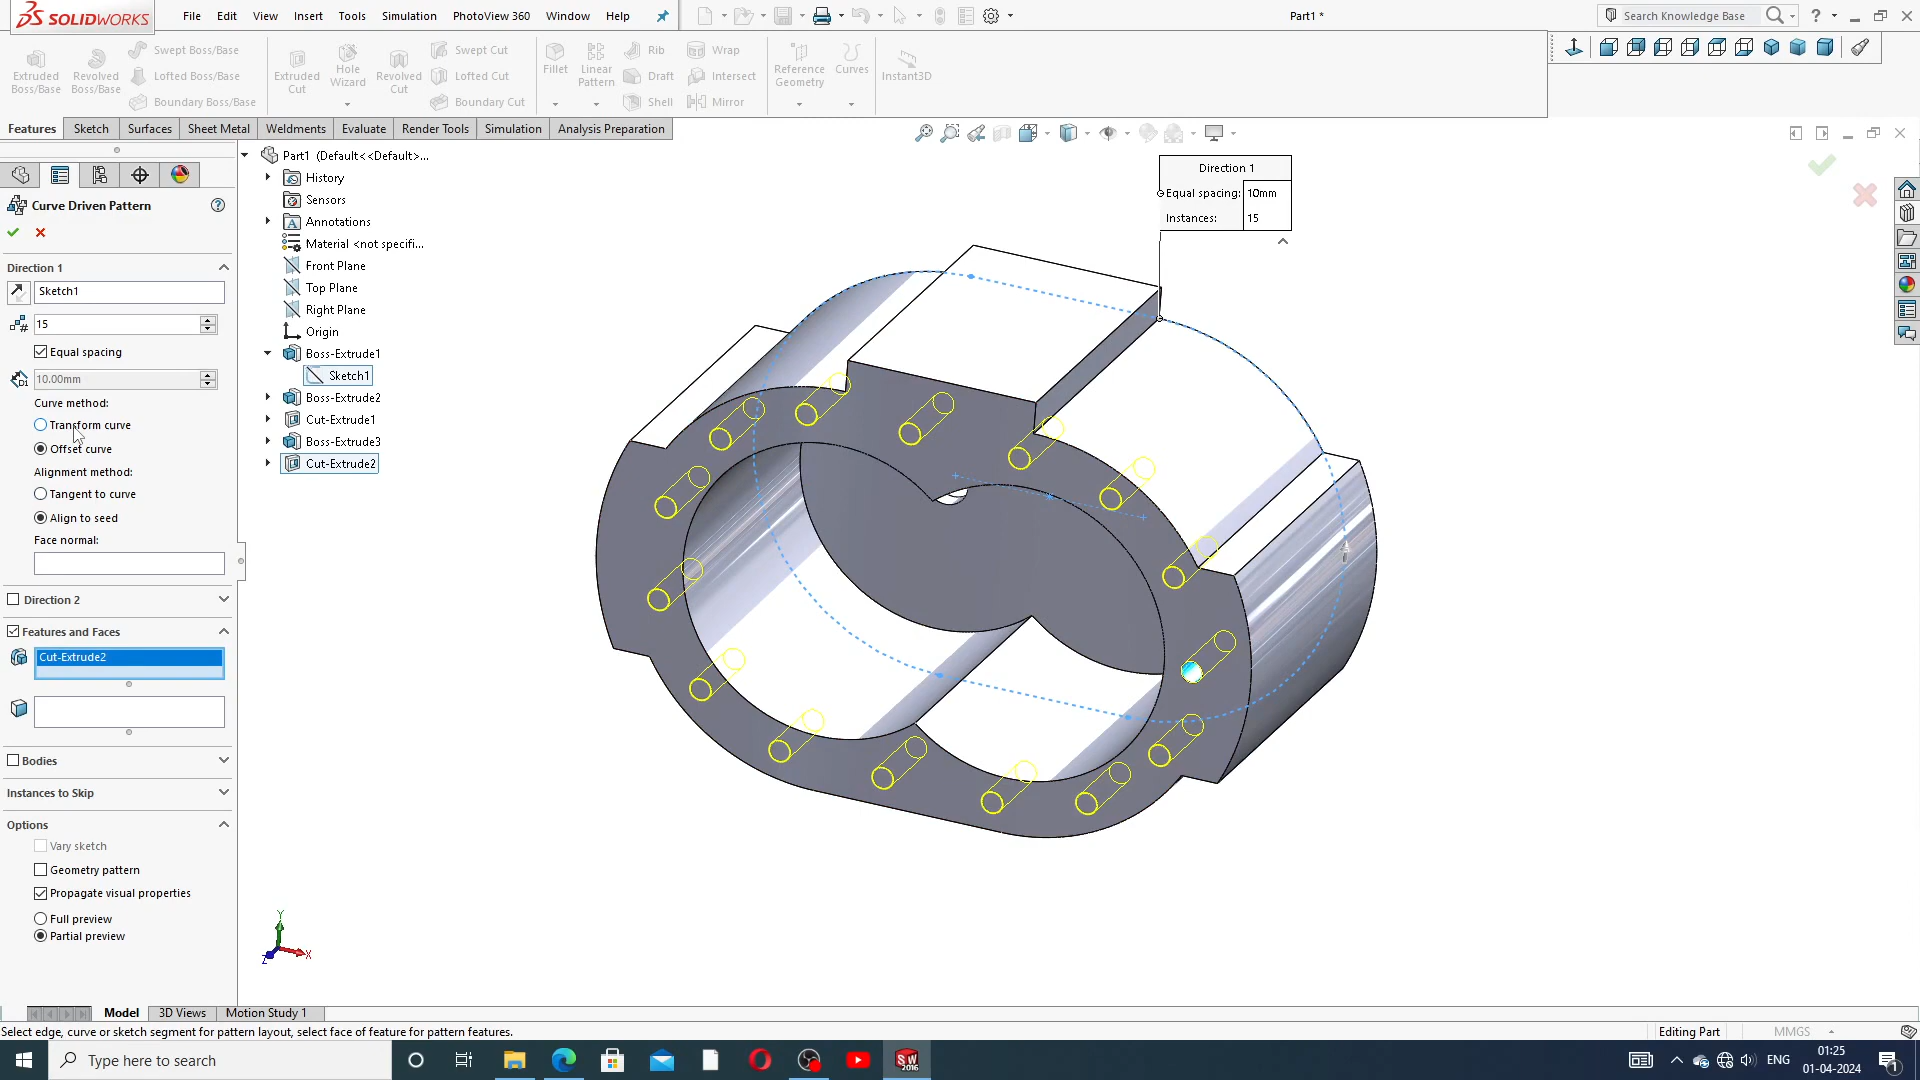 SOLIDWORKS
File Edit View Insert Tools Simulation PhotoView 360 Window Help
Part1 *
Search Knowledge Base
Extruded Boss/Base
Revolved Boss/Base
Swept Boss/Base
Lofted Boss/Base
Boundary Boss/Base
Extruded Cut
Hole Wizard
Revolved Cut
Swept Cut
Lofted Cut
Boundary Cut
Fillet
Linear Pattern
Rib
Draft
Shell
Wrap
Intersect
Mirror
Reference Geometry
Curves
Instant3D
Features Sketch Surfaces Sheet Metal Weldments Evaluate Render Tools Simulation Analysis Preparation
Curve Driven Pattern
Direction 1
Sketch1
15
Equal spacing
10.00mm
Curve method:
Transform curve
Offset curve
Alignment method:
Tangent to curve
Align to seed
Face normal:
Direction 2
Features and Faces
Cut-Extrude2
Bodies
Instances to Skip
Options
Vary sketch
Geometry pattern
Propagate visual properties
Full preview
Partial preview
Part1 (Default<<Default>...
History
Sensors
Annotations
Material <not specifi...
Front Plane
Top Plane
Right Plane
Origin
Boss-Extrude1
Sketch1
Boss-Extrude2
Cut-Extrude1
Boss-Extrude3
Cut-Extrude2
Direction 1
Equal spacing: 10mm
Instances: 15
Y
X
Z
Model 3D Views Motion Study 1
Select edge, curve or sketch segment for pattern layout, select face of feature for pattern features.
Editing Part
MMGS
Type here to search
SW
2016
ENG
01:25
01-04-2024
1